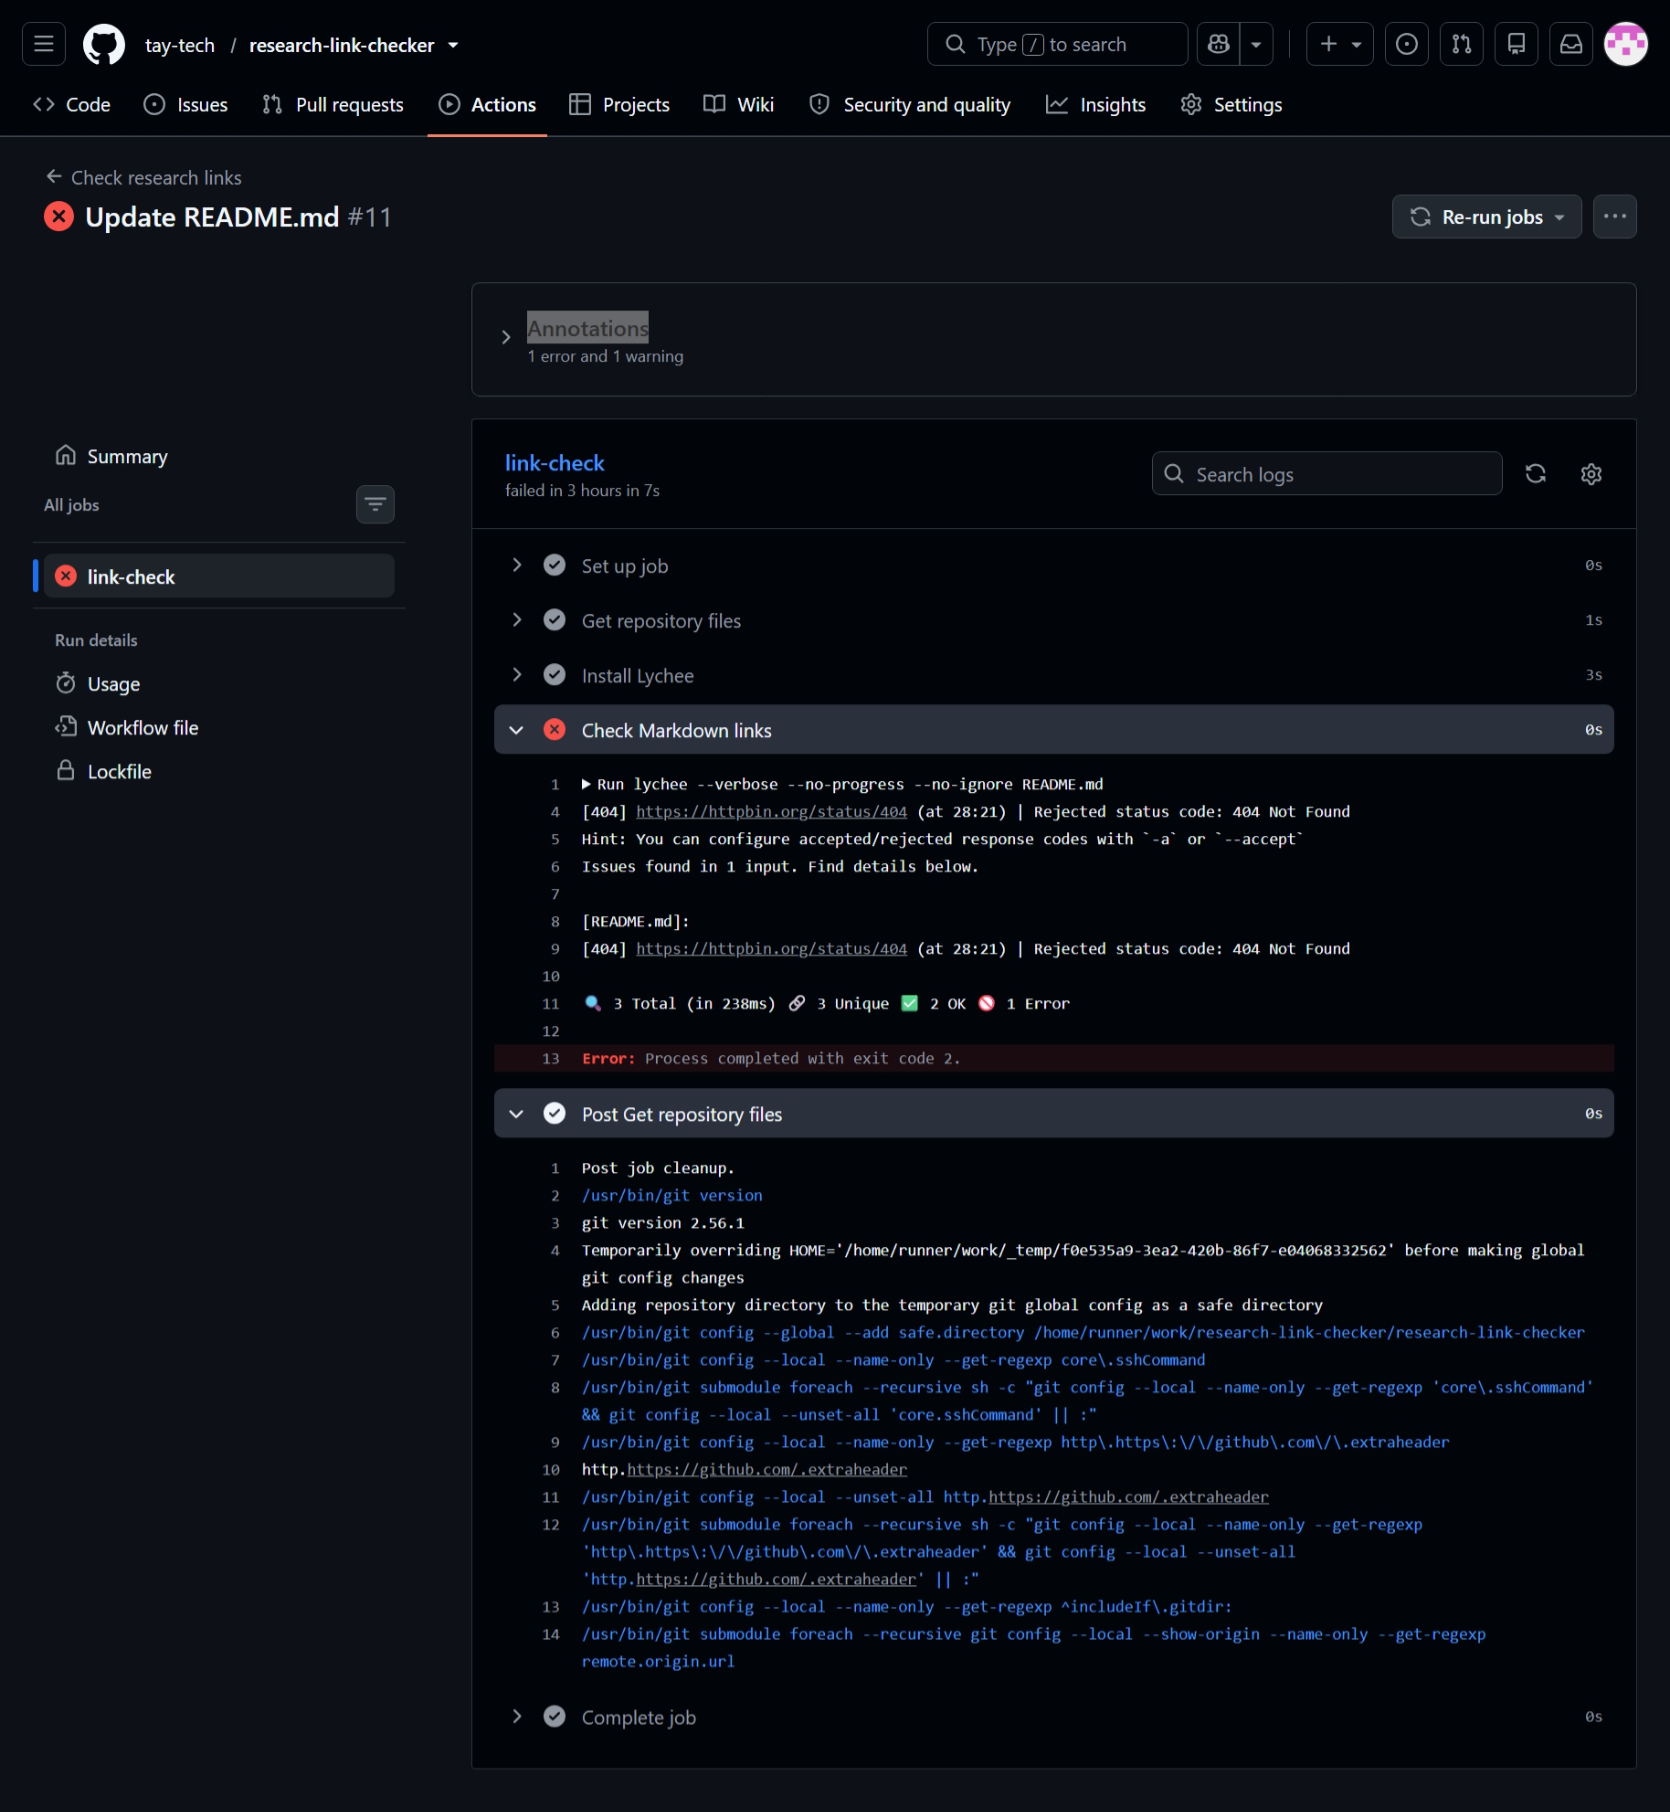 tay-tech / research-link-checker
Type / to search
Code
Issues
Pull requests
Actions
Projects
Wiki
Security and quality
Insights
Settings
Check research links
Update README.md #11
Re-run jobs
Annotations
1 error and 1 warning
Summary
All jobs
link-check
Run details
Usage
Workflow file
Lockfile
link-check
failed in 3 hours in 7s
Search logs
Set up job 0s
Get repository files 1s
Install Lychee 3s
Check Markdown links 0s
1 Run lychee --verbose --no-progress --no-ignore README.md
4 [404] https://httpbin.org/status/404 (at 28:21) | Rejected status code: 404 Not Found
5 Hint: You can configure accepted/rejected response codes with `-a` or `--accept`
6 Issues found in 1 input. Find details below.
7
8 [README.md]:
9 [404] https://httpbin.org/status/404 (at 28:21) | Rejected status code: 404 Not Found
10
11 🔍 3 Total (in 238ms) 🔗 3 Unique ✅ 2 OK 🚫 1 Error
12
13 Error: Process completed with exit code 2.
Post Get repository files 0s
1 Post job cleanup.
2 /usr/bin/git version
3 git version 2.56.1
4 Temporarily overriding HOME='/home/runner/work/_temp/f0e535a9-3ea2-420b-86f7-e04068332562' before making global
git config changes
5 Adding repository directory to the temporary git global config as a safe directory
6 /usr/bin/git config --global --add safe.directory /home/runner/work/research-link-checker/research-link-checker
7 /usr/bin/git config --local --name-only --get-regexp core\.sshCommand
8 /usr/bin/git submodule foreach --recursive sh -c "git config --local --name-only --get-regexp 'core\.sshCommand'
&& git config --local --unset-all 'core.sshCommand' || :"
9 /usr/bin/git config --local --name-only --get-regexp http\.https\:\/\/github\.com\/\.extraheader
10 http.https://github.com/.extraheader
11 /usr/bin/git config --local --unset-all http.https://github.com/.extraheader
12 /usr/bin/git submodule foreach --recursive sh -c "git config --local --name-only --get-regexp
'http\.https\:\/\/github\.com\/\.extraheader' && git config --local --unset-all
'http.https://github.com/.extraheader' || :"
13 /usr/bin/git config --local --name-only --get-regexp ^includeIf\.gitdir:
14 /usr/bin/git submodule foreach --recursive git config --local --show-origin --name-only --get-regexp
remote.origin.url
Complete job 0s